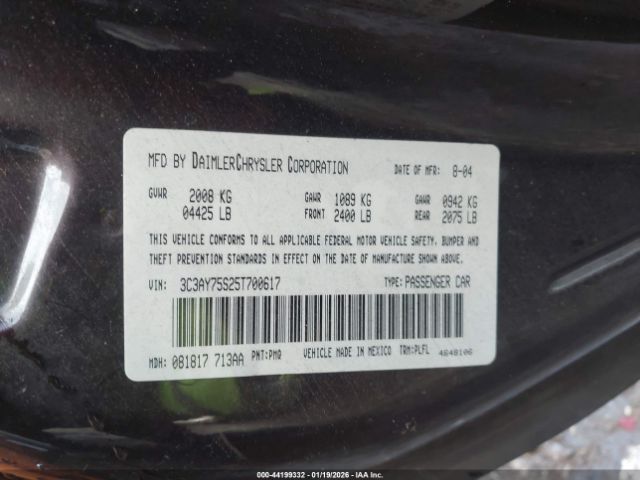 MFD BY DAIMLERCHRYSLER CORPORATION DATE OF MFR: 8-04
GVWR 2008 KG GAWR 1089 KG GAWR 0942 KG
04425 LB FRONT 2400 LB REAR 2075 LB
THIS VEHICLE CONFORMS TO ALL APPLICABLE FEDERAL MOTOR VEHICLE SAFETY, BUMPER AND
THEFT PREVENTION STANDARDS IN EFFECT ON THE DATE OF MANUFACTURE SHOWN ABOVE.
VIN: 3C3AY75S25T700617 TYPE: PASSENGER CAR
MDH: 081817 713AA PNT:PMQ VEHICLE MADE IN MEXICO TRM:PLFL 4648106
000-44199332 - 01/19/2026 - IAA Inc.